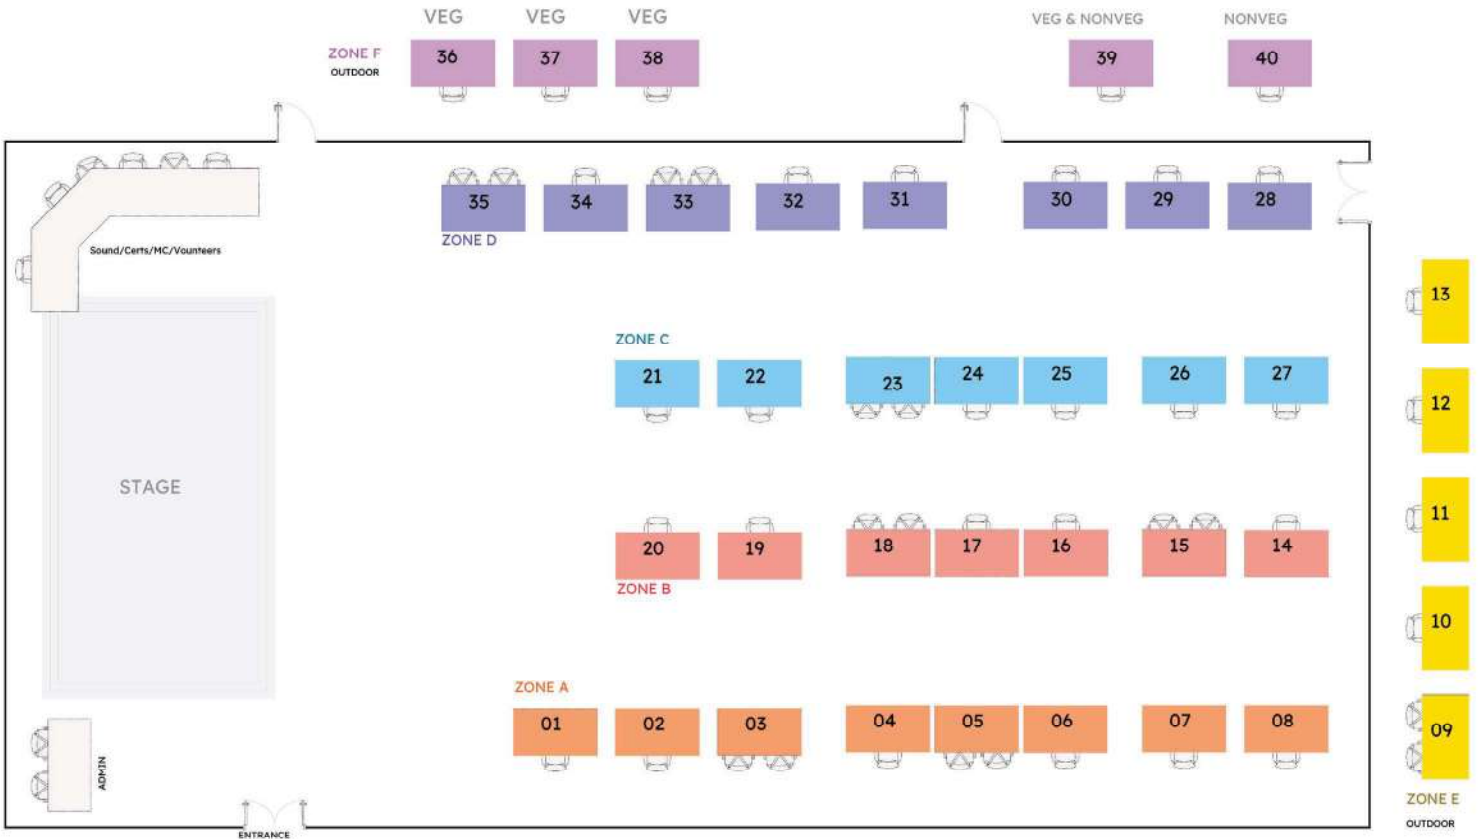 VEG VEG VEG VEG & NONVEG NONVEG
ZONE F 36 37 38 39 40
OUTDOOR
35 34 33 32 31 30 29 28
ZONE D
Sound/Certs/MC/Vounteers
13
ZONE C
21 22 23 24 25 26 27
12
STAGE
11
20 19 18 17 16 15 14
ZONE B
10
ZONE A
01 02 03 04 05 06 07 08
09
ADMIN
ZONE E
OUTDOOR
ENTRANCE